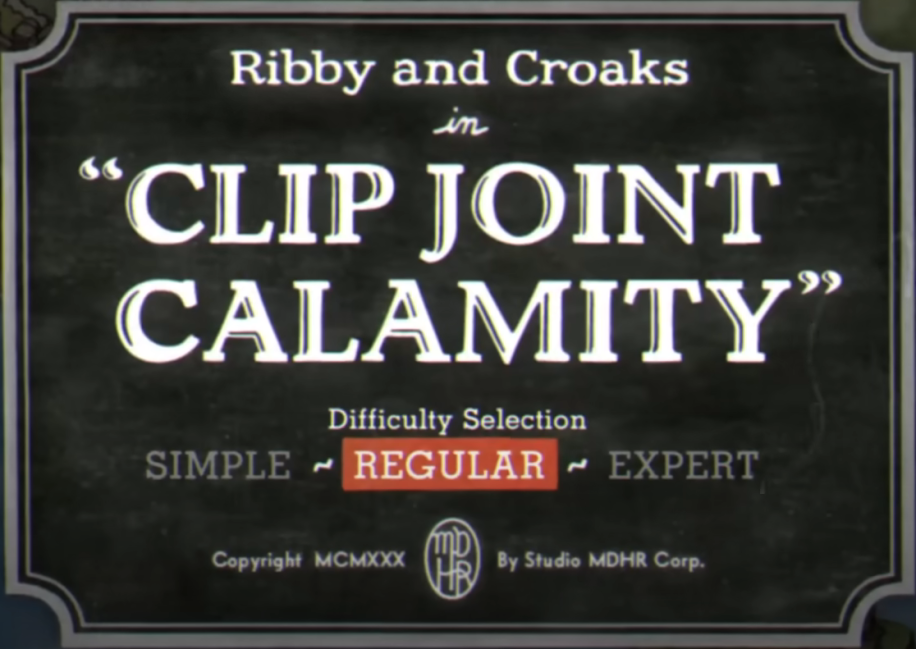 Ribby and Croaks
in
“CLIP JOINT
CALAMITY”
Difficulty Selection
SIMPLE ~ REGULAR ~ EXPERT
Copyright MCMXXX MDHR By Studio MDHR Corp.